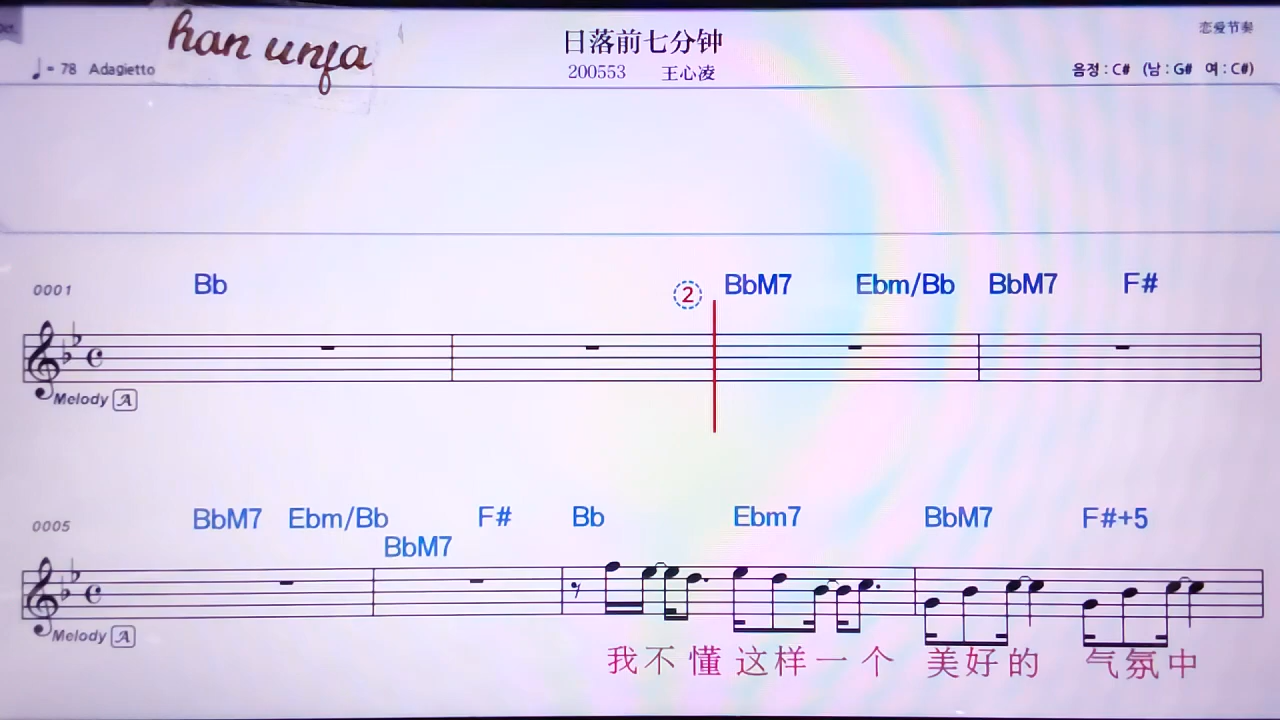 han unfa
日落前七分钟
恋爱节奏
♩= 78 Adagietto
200553 王心凌
음정 : C# (남 : G# 여 : C#)
0001 Bb ② BbM7 Ebm/Bb BbM7 F#
Melody A
0005 BbM7 Ebm/Bb BbM7 F# Bb Ebm7 BbM7 F#+5
Melody A
我不懂这样一个 美好的 气氛中